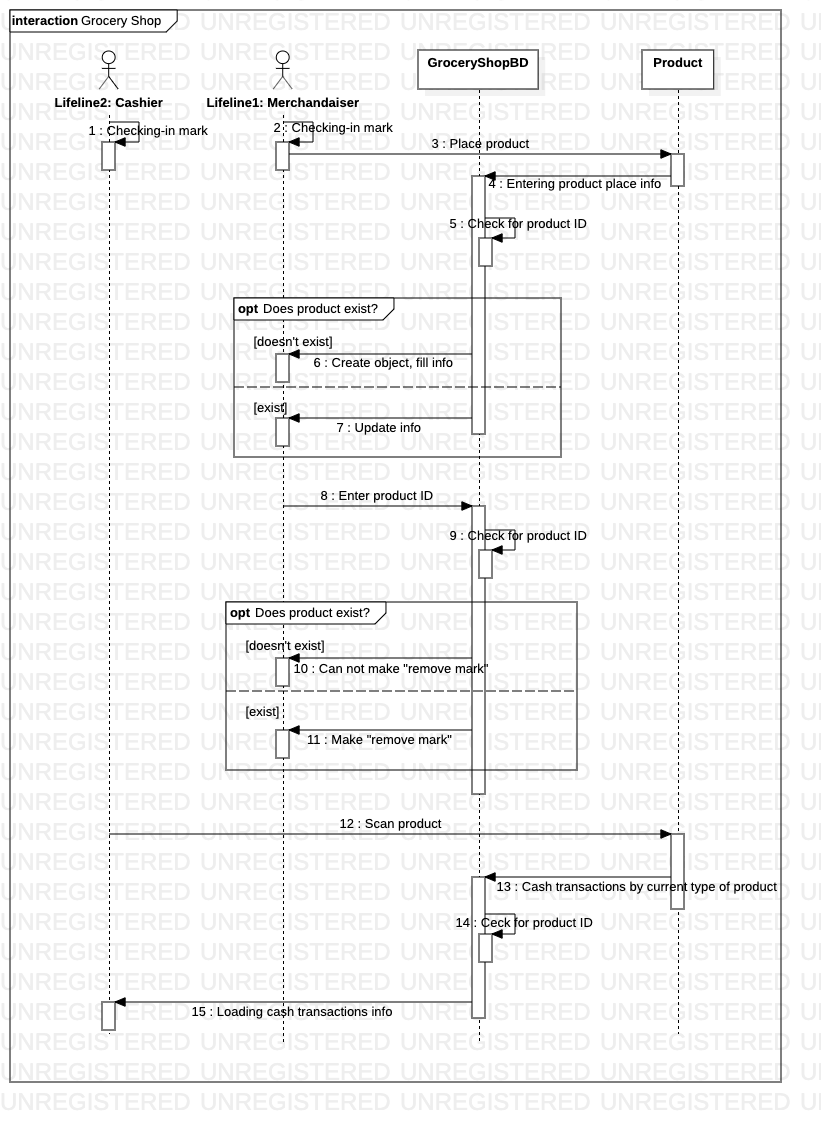 interaction Grocery Shop
GroceryShopBD
Product
Lifeline2: Cashier
Lifeline1: Merchandaiser
1 : Checking-in mark
2 : Checking-in mark
3 : Place product
4 : Entering product place info
5 : Check for product ID
opt Does product exist?
[doesn't exist]
6 : Create object, fill info
[exist]
7 : Update info
8 : Enter product ID
9 : Check for product ID
opt Does product exist?
[doesn't exist]
10 : Can not make "remove mark"
[exist]
11 : Make "remove mark"
12 : Scan product
13 : Cash transactions by current type of product
14 : Ceck for product ID
15 : Loading cash transactions info
UNREGISTERED